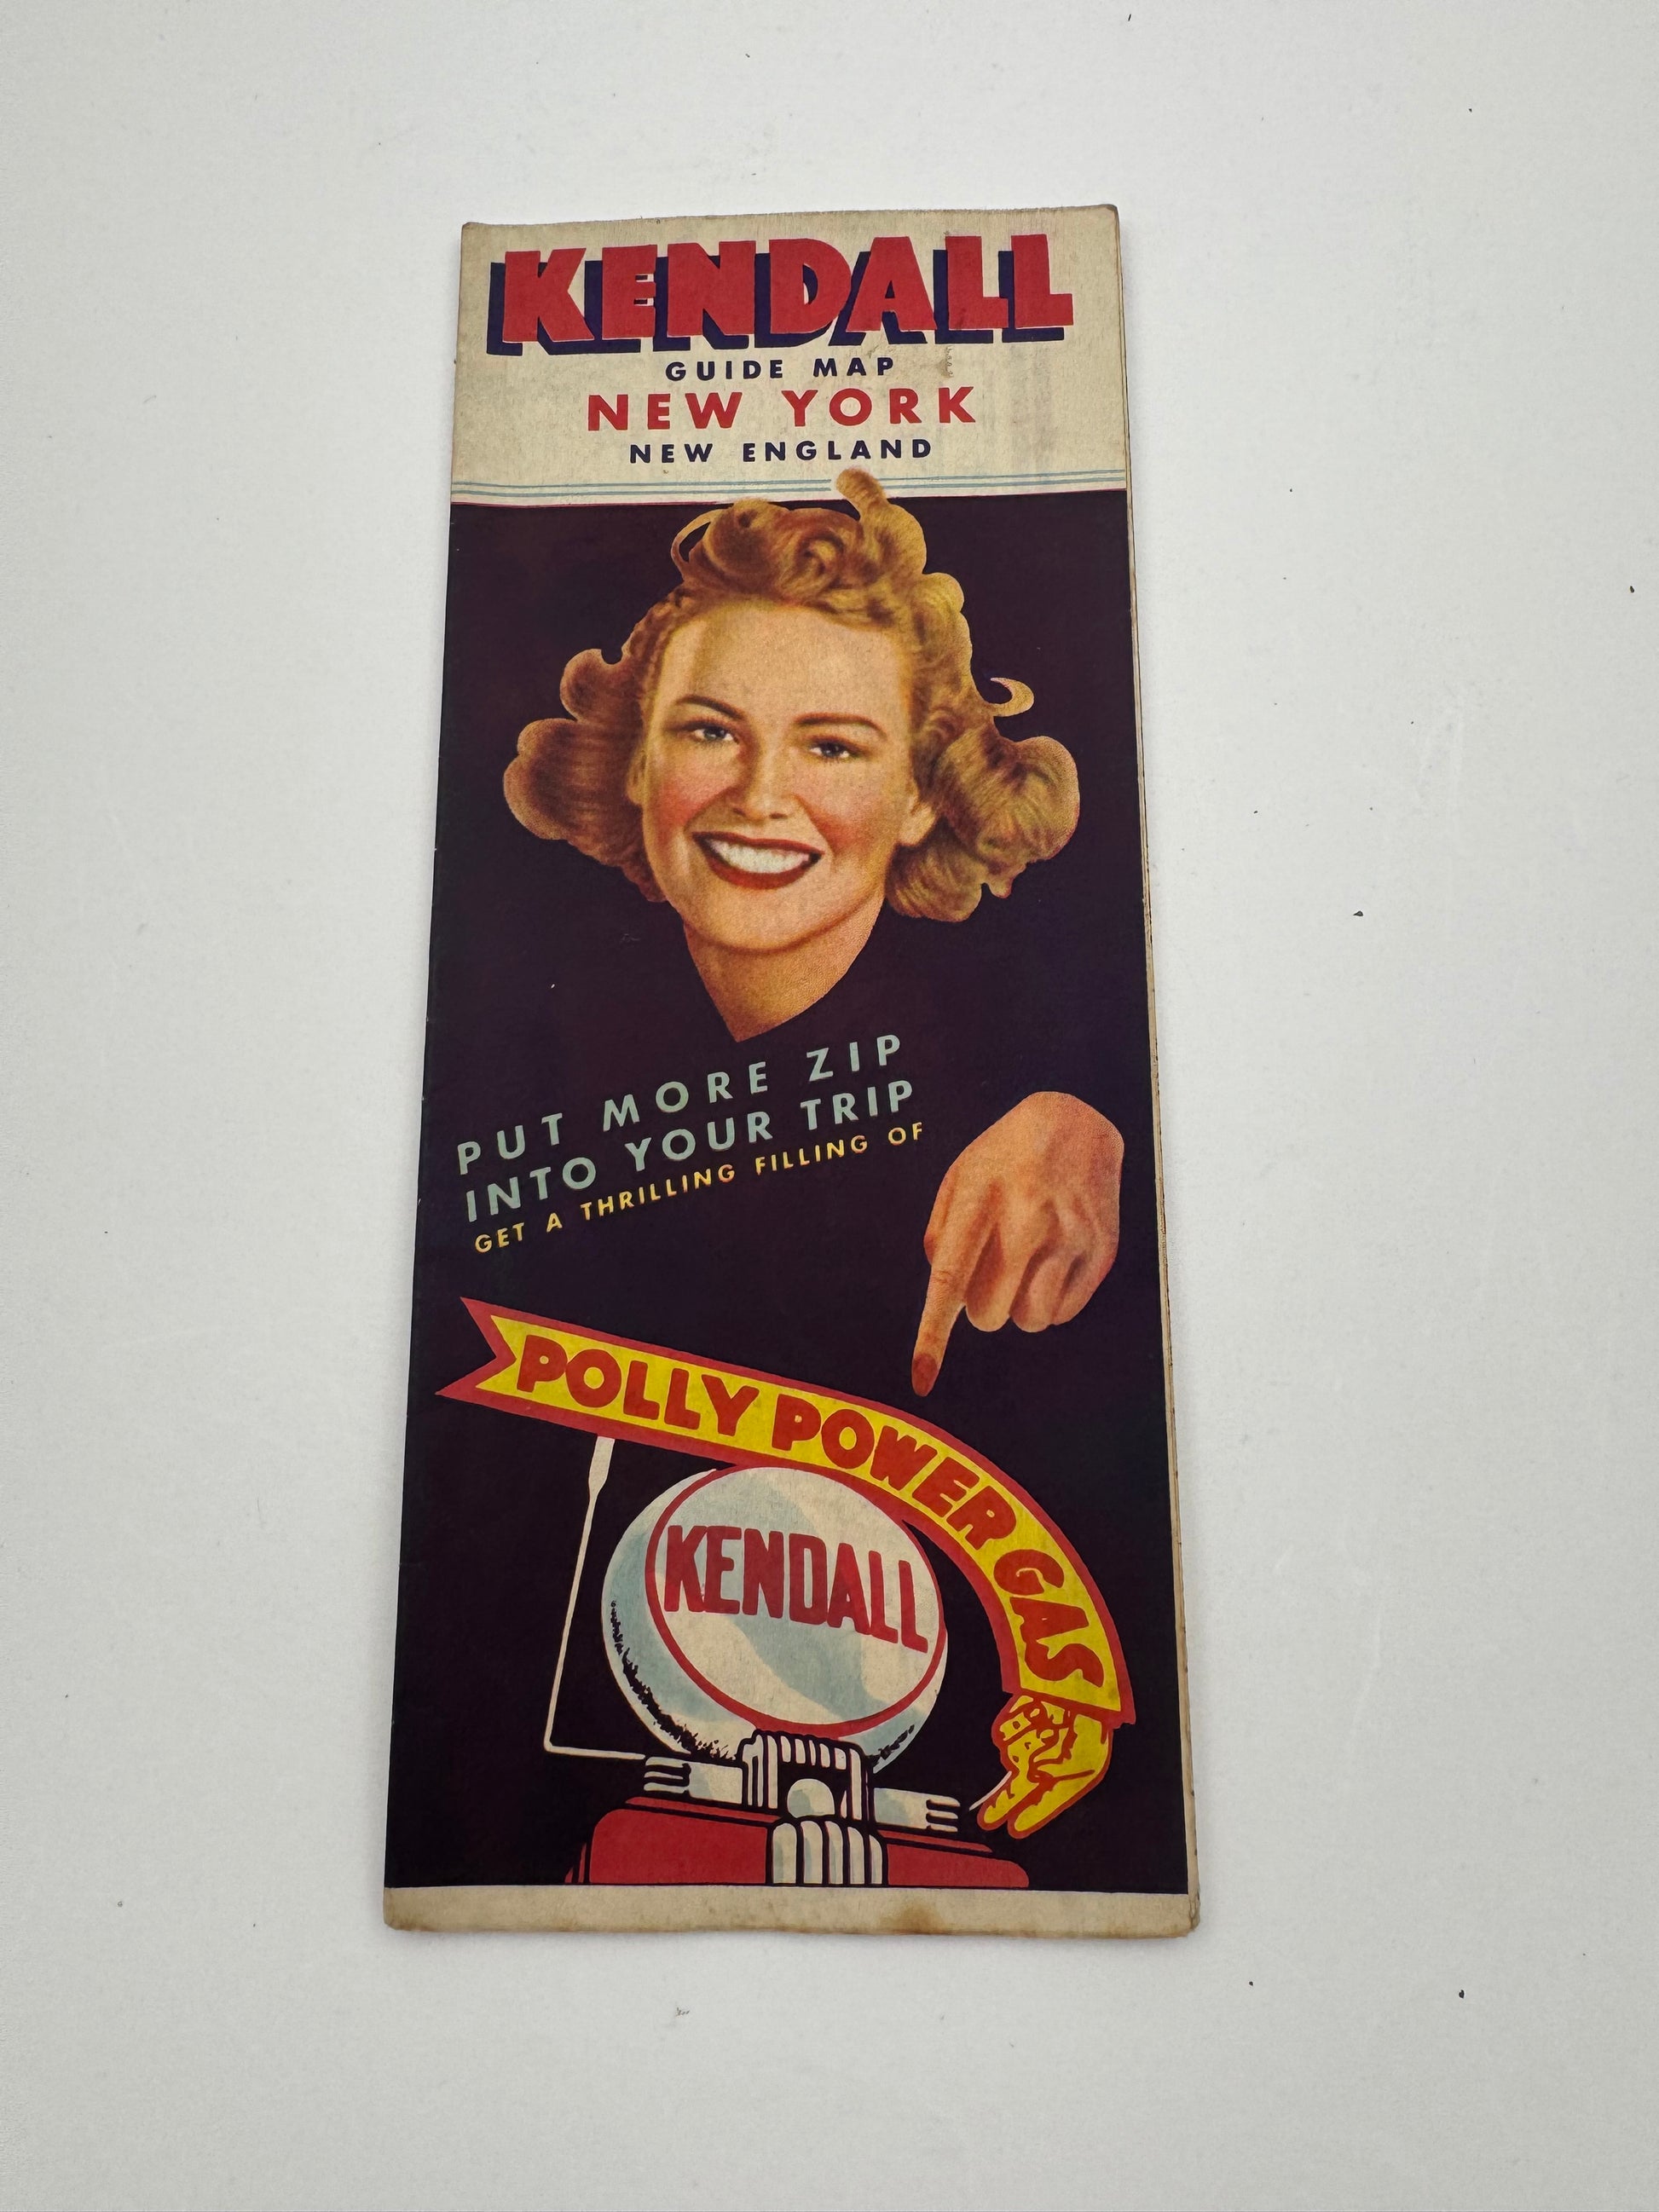 KENDALL
GUIDE MAP
NEW YORK
NEW ENGLAND
PUT MORE ZIP
INTO YOUR TRIP
GET A THRILLING FILLING OF
POLLY POWER GAS
KENDALL